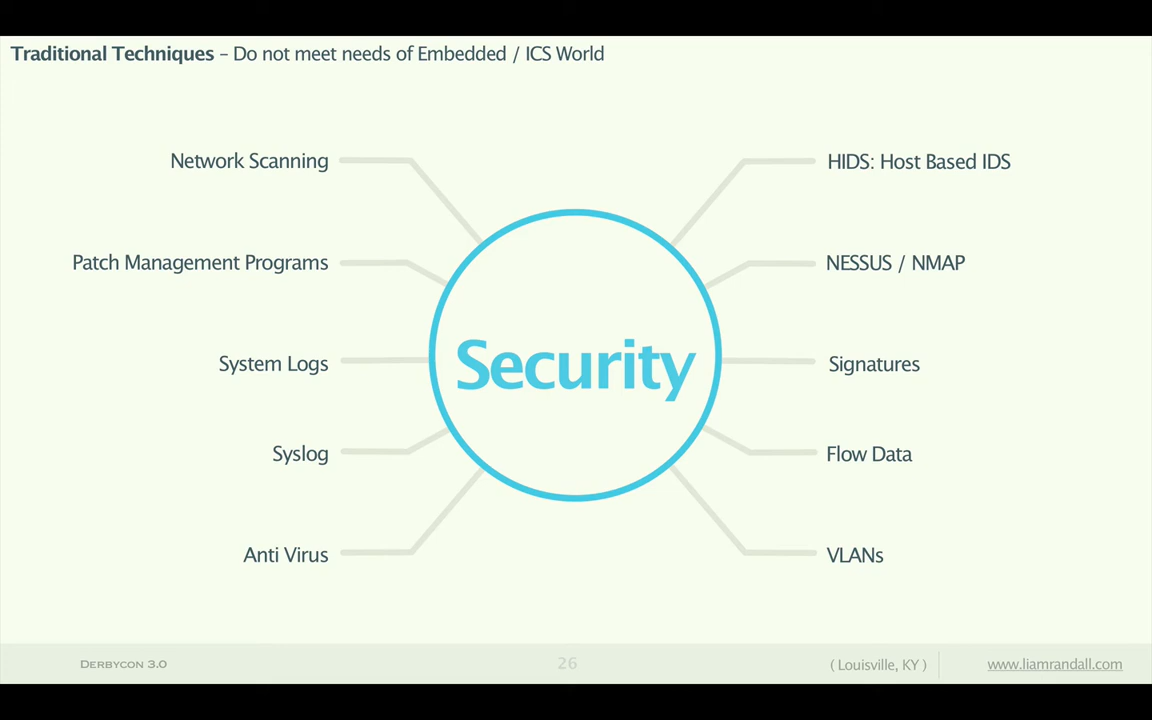 Traditional Techniques – Do not meet needs of Embedded / ICS World
Network Scanning
Patch Management Programs
System Logs
Syslog
Anti Virus
Security
HIDS: Host Based IDS
NESSUS / NMAP
Signatures
Flow Data
VLANs
Derbycon 3.0
26
( Louisville, KY )
www.liamrandall.com